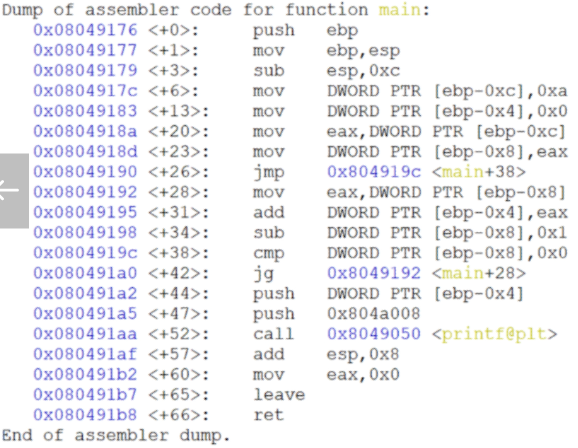 Dump of assembler code for function main:
0x08049176 <+0>: push ebp
0x08049177 <+1>: mov ebp,esp
0x08049179 <+3>: sub esp,0xc
0x0804917c <+6>: mov DWORD PTR [ebp-0xc],0xa
0x08049183 <+13>: mov DWORD PTR [ebp-0x4],0x0
0x0804918a <+20>: mov eax,DWORD PTR [ebp-0xc]
0x0804918d <+23>: mov DWORD PTR [ebp-0x8],eax
0x08049190 <+26>: jmp 0x804919c <main+38>
0x08049192 <+28>: mov eax,DWORD PTR [ebp-0x8]
0x08049195 <+31>: add DWORD PTR [ebp-0x4],eax
0x08049198 <+34>: sub DWORD PTR [ebp-0x8],0x1
0x0804919c <+38>: cmp DWORD PTR [ebp-0x8],0x0
0x080491a0 <+42>: jg 0x8049192 <main+28>
0x080491a2 <+44>: push DWORD PTR [ebp-0x4]
0x080491a5 <+47>: push 0x804a008
0x080491aa <+52>: call 0x8049050 <printf@plt>
0x080491af <+57>: add esp,0x8
0x080491b2 <+60>: mov eax,0x0
0x080491b7 <+65>: leave
0x080491b8 <+66>: ret
End of assembler dump.